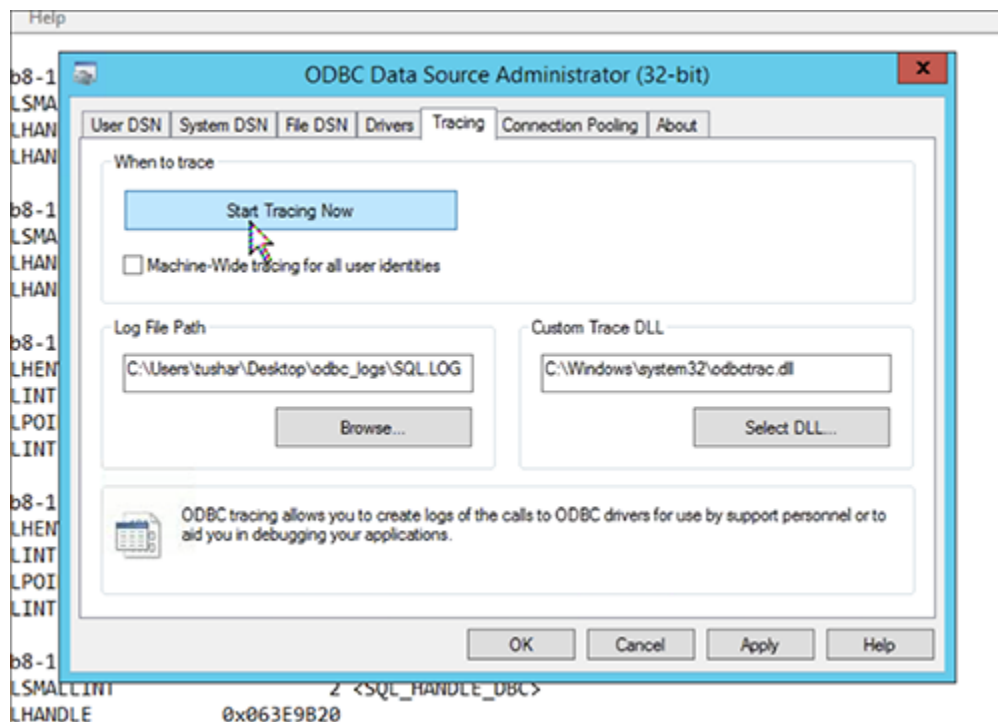 Help
ODBC Data Source Administrator (32-bit)
x
User DSN System DSN File DSN Drivers Tracing Connection Pooling About
When to trace
Start Tracing Now
Machine-Wide tracing for all user identities
Log File Path
C:\Users\tushar\Desktop\odbc_logs\SQL.LOG
Browse...
Custom Trace DLL
C:\Windows\system32\odbctrac.dll
Select DLL...
ODBC tracing allows you to create logs of the calls to ODBC drivers for use by support personnel or to
aid you in debugging your applications.
OK Cancel Apply Help
b8-1
LSMA
LHAN
LHAN
b8-1
LSMA
LHAN
LHAN
b8-1
LHEN
LINT
LPOI
LINT
b8-1
LHEN
LINT
LPOI
LINT
b8-1
LSMALLINT 2 <SQL_HANDLE_DBC>
LHANDLE 0x063E9B20